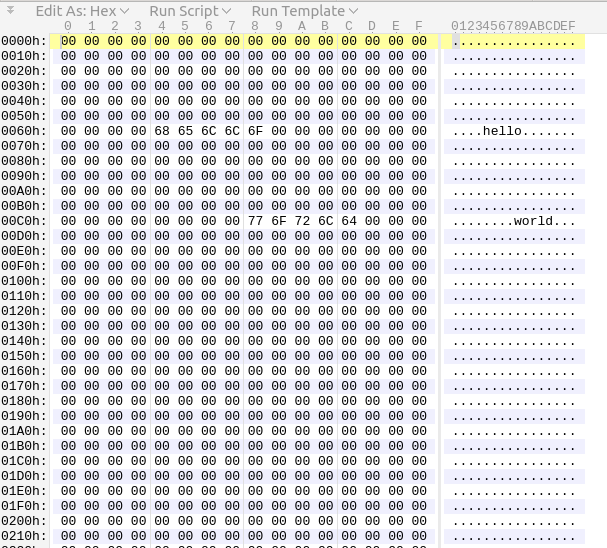 Edit As: Hex Run Script Run Template
0 1 2 3 4 5 6 7 8 9 A B C D E F 0123456789ABCDEF
0000h: 00 00 00 00 00 00 00 00 00 00 00 00 00 00 00 00 ................
0010h: 00 00 00 00 00 00 00 00 00 00 00 00 00 00 00 00 ................
0020h: 00 00 00 00 00 00 00 00 00 00 00 00 00 00 00 00 ................
0030h: 00 00 00 00 00 00 00 00 00 00 00 00 00 00 00 00 ................
0040h: 00 00 00 00 00 00 00 00 00 00 00 00 00 00 00 00 ................
0050h: 00 00 00 00 00 00 00 00 00 00 00 00 00 00 00 00 ................
0060h: 00 00 00 00 68 65 6C 6C 6F 00 00 00 00 00 00 00 ....hello.......
0070h: 00 00 00 00 00 00 00 00 00 00 00 00 00 00 00 00 ................
0080h: 00 00 00 00 00 00 00 00 00 00 00 00 00 00 00 00 ................
0090h: 00 00 00 00 00 00 00 00 00 00 00 00 00 00 00 00 ................
00A0h: 00 00 00 00 00 00 00 00 00 00 00 00 00 00 00 00 ................
00B0h: 00 00 00 00 00 00 00 00 00 00 00 00 00 00 00 00 ................
00C0h: 00 00 00 00 00 00 00 00 77 6F 72 6C 64 00 00 00 ........world...
00D0h: 00 00 00 00 00 00 00 00 00 00 00 00 00 00 00 00 ................
00E0h: 00 00 00 00 00 00 00 00 00 00 00 00 00 00 00 00 ................
00F0h: 00 00 00 00 00 00 00 00 00 00 00 00 00 00 00 00 ................
0100h: 00 00 00 00 00 00 00 00 00 00 00 00 00 00 00 00 ................
0110h: 00 00 00 00 00 00 00 00 00 00 00 00 00 00 00 00 ................
0120h: 00 00 00 00 00 00 00 00 00 00 00 00 00 00 00 00 ................
0130h: 00 00 00 00 00 00 00 00 00 00 00 00 00 00 00 00 ................
0140h: 00 00 00 00 00 00 00 00 00 00 00 00 00 00 00 00 ................
0150h: 00 00 00 00 00 00 00 00 00 00 00 00 00 00 00 00 ................
0160h: 00 00 00 00 00 00 00 00 00 00 00 00 00 00 00 00 ................
0170h: 00 00 00 00 00 00 00 00 00 00 00 00 00 00 00 00 ................
0180h: 00 00 00 00 00 00 00 00 00 00 00 00 00 00 00 00 ................
0190h: 00 00 00 00 00 00 00 00 00 00 00 00 00 00 00 00 ................
01A0h: 00 00 00 00 00 00 00 00 00 00 00 00 00 00 00 00 ................
01B0h: 00 00 00 00 00 00 00 00 00 00 00 00 00 00 00 00 ................
01C0h: 00 00 00 00 00 00 00 00 00 00 00 00 00 00 00 00 ................
01D0h: 00 00 00 00 00 00 00 00 00 00 00 00 00 00 00 00 ................
01E0h: 00 00 00 00 00 00 00 00 00 00 00 00 00 00 00 00 ................
01F0h: 00 00 00 00 00 00 00 00 00 00 00 00 00 00 00 00 ................
0200h: 00 00 00 00 00 00 00 00 00 00 00 00 00 00 00 00 ................
0210h: 00 00 00 00 00 00 00 00 00 00 00 00 00 00 00 00 ................